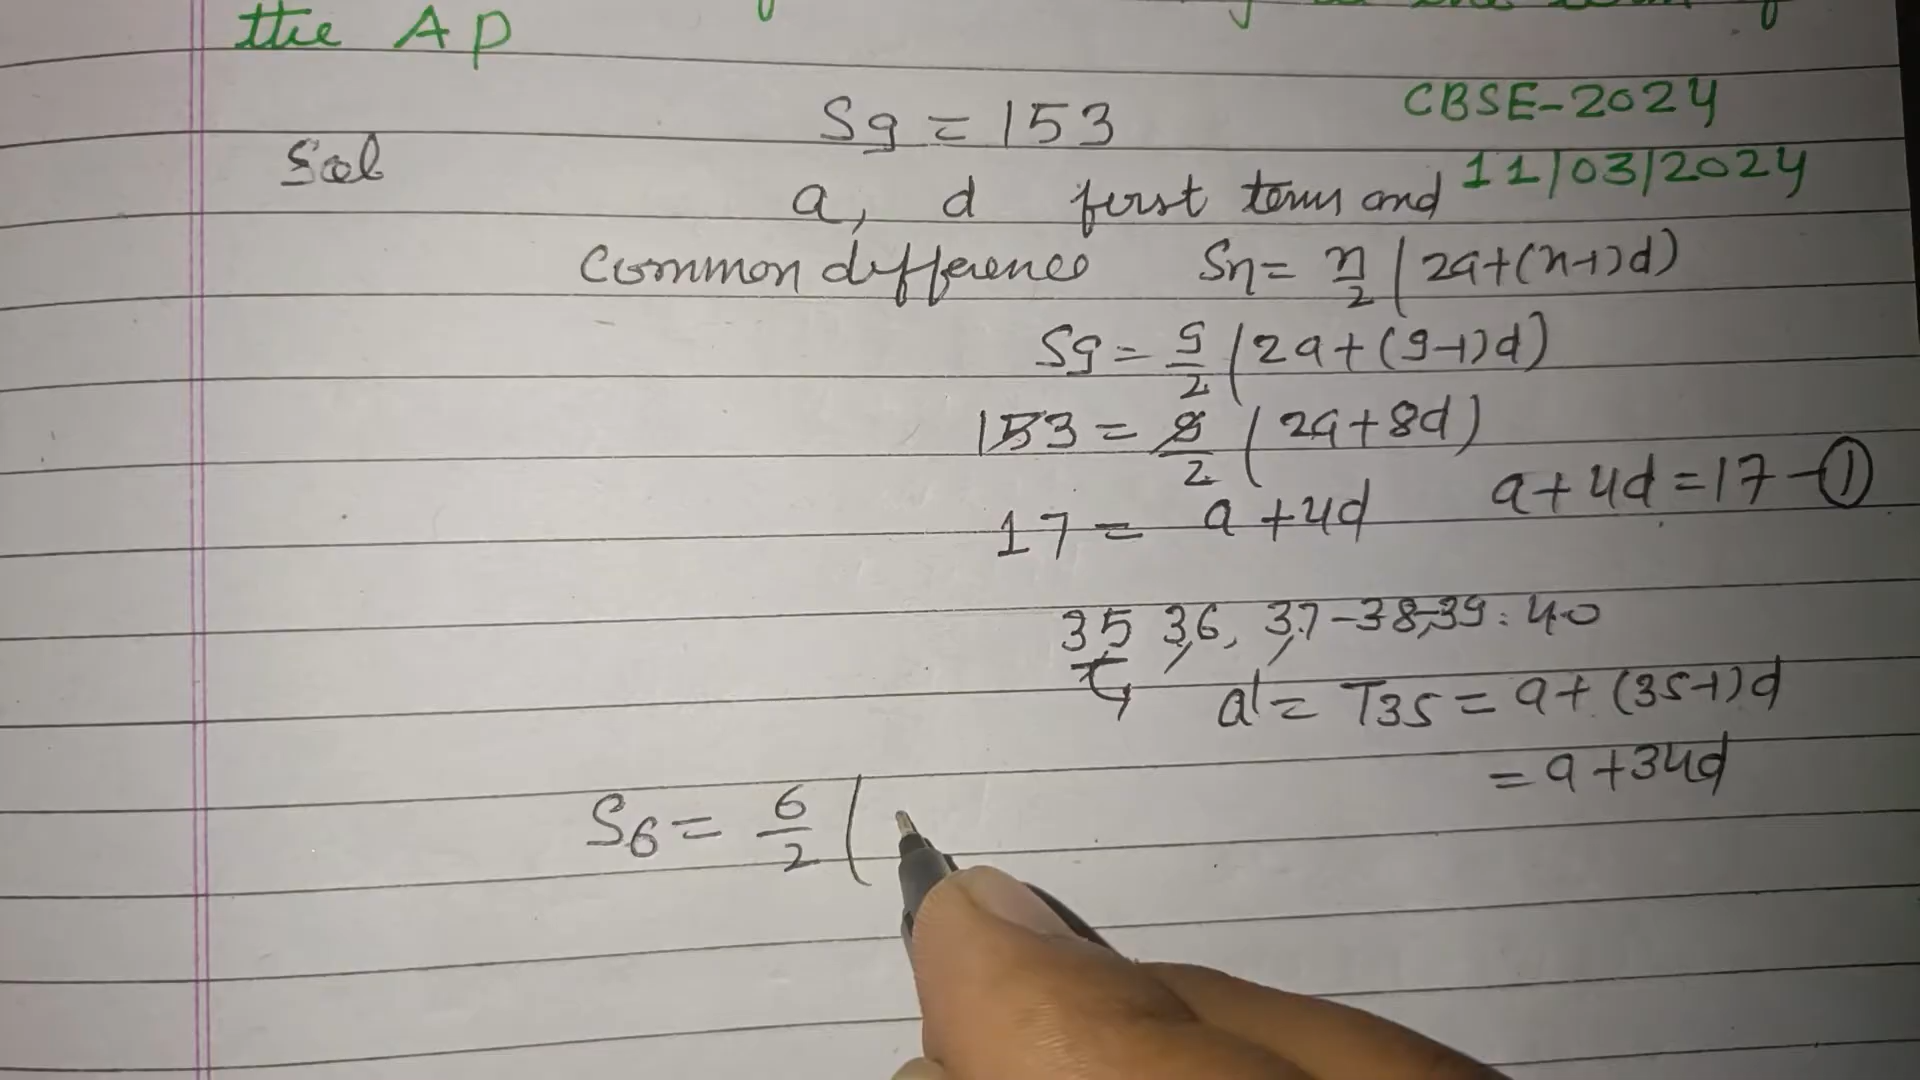 the AP
CBSE-2024
S9 = 153
Sol
11/03/2024
a, d first term and
common difference Sn = n/2 (2a+(n-1)d)
S9 = 9/2 (2a+(9-1)d)
153 = 9/2 (2a+8d)
17 = a+4d a+4d=17-①
35 36, 37-38,39: 40
a' = T35 = a+(35-1)d
= a+34d
S6 = 6/2 (